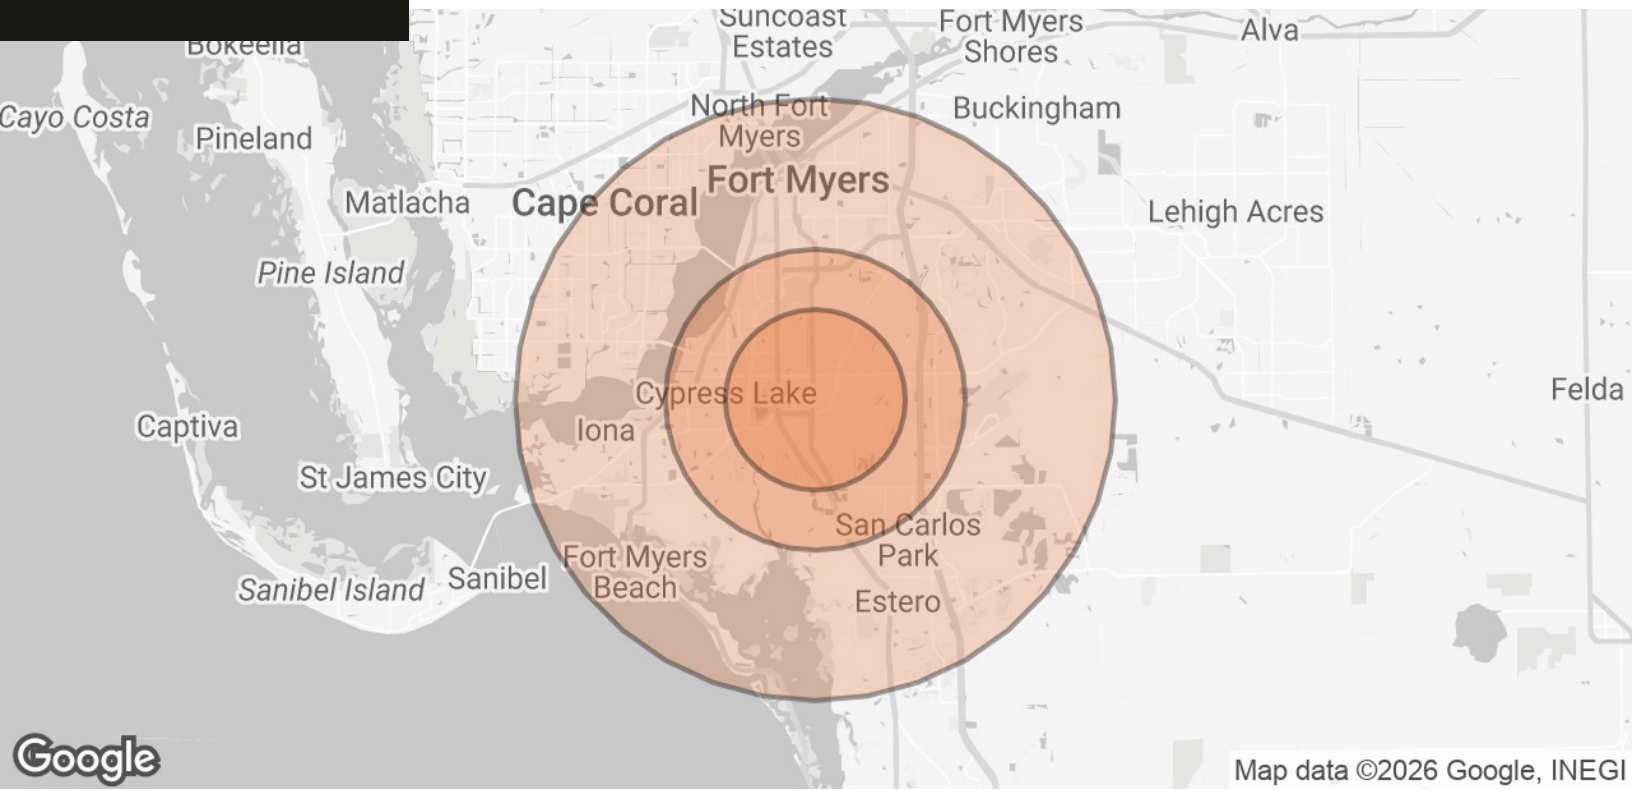 Suncoast
Estates
Fort Myers
Shores
Alva
Bokeelia
Cayo Costa
Pineland
North Fort
Myers
Buckingham
Matlacha
Cape Coral
Fort Myers
Lehigh Acres
Pine Island
Cypress Lake
Felda
Captiva
Iona
St James City
San Carlos
Park
Fort Myers
Beach
Sanibel Island
Sanibel
Estero
Google
Map data ©2026 Google, INEGI